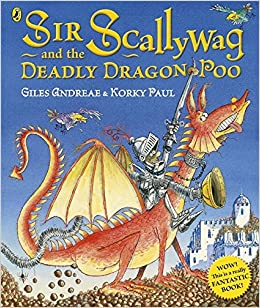 SIR SCALLYWAG
and the
DEADLY DRAGON POO
GILES ANDREAE & KORKY PAUL
WOW!
This is a really
FANTASTIC
BOOK!